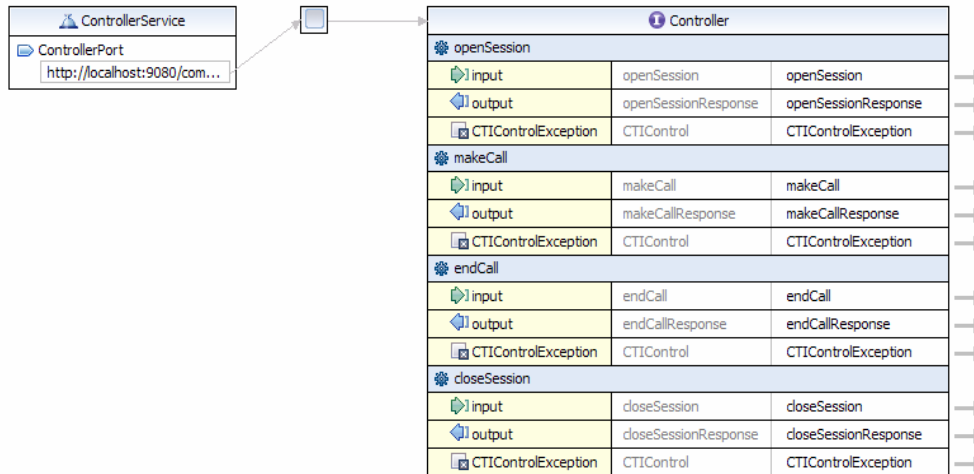 ControllerService
ControllerPort
http://localhost:9080/com...
Controller
openSession
input openSession openSession
output openSessionResponse openSessionResponse
CTIControlException CTIControl CTIControlException
makeCall
input makeCall makeCall
output makeCallResponse makeCallResponse
CTIControlException CTIControl CTIControlException
endCall
input endCall endCall
output endCallResponse endCallResponse
CTIControlException CTIControl CTIControlException
closeSession
input closeSession closeSession
output closeSessionResponse closeSessionResponse
CTIControlException CTIControl CTIControlException